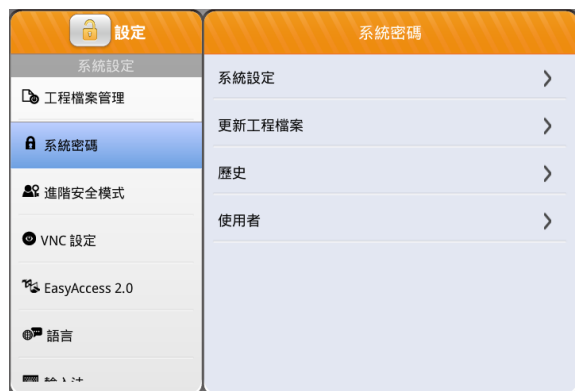 設定
系統設定
工程檔案管理
系統密碼
進階安全模式
VNC 設定
EasyAccess 2.0
語言
系統密碼
系統設定
更新工程檔案
歷史
使用者